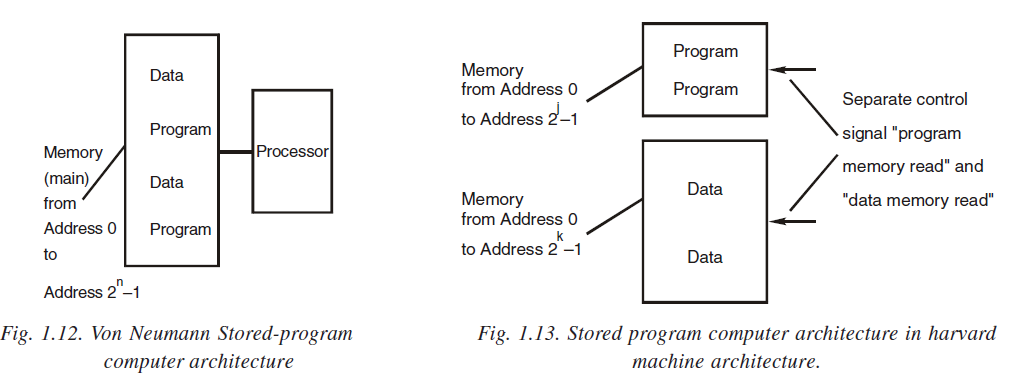 Data
Program
Data
Program
Processor
Memory
(main)
from
Address 0
to
Address 2^n–1
Fig. 1.12. Von Neumann Stored-program
computer architecture
Program
Program
Memory
from Address 0
to Address 2^j–1
Data
Data
Memory
from Address 0
to Address 2^k–1
Separate control
signal "program
memory read" and
"data memory read"
Fig. 1.13. Stored program computer architecture in harvard
machine architecture.